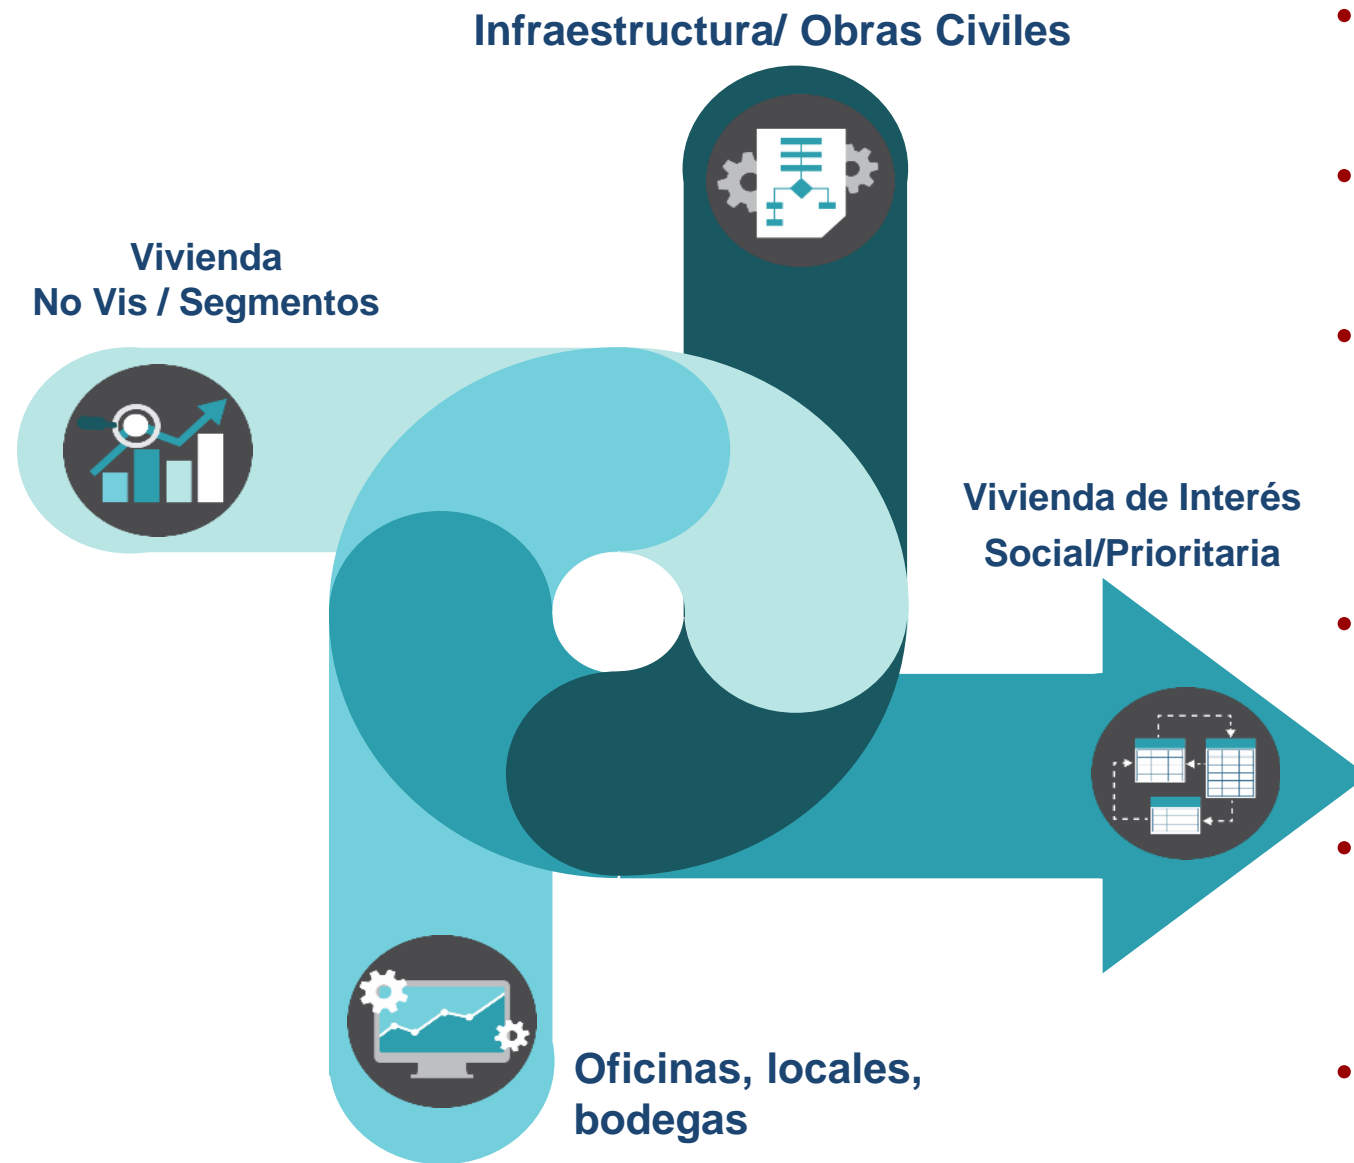 Infraestructura/ Obras Civiles
Vivienda
No Vis / Segmentos
Vivienda de Interés
Social/Prioritaria
Oficinas, locales,
bodegas